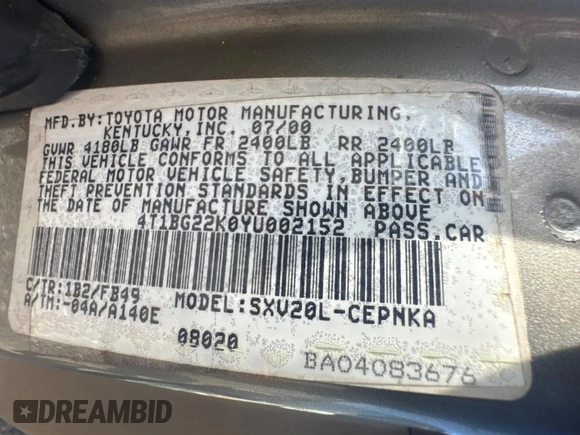 MFD.BY:TOYOTA MOTOR MANUFACTURING,
KENTUCKY,INC. 07/00
GVWR 4180LB GAWR FR 2400LB RR 2400LB
THIS VEHICLE CONFORMS TO ALL APPLICABLE
FEDERAL MOTOR VEHICLE SAFETY, BUMPER AND
THEFT PREVENTION STANDARDS IN EFFECT ON
THE DATE OF MANUFACTURE SHOWN ABOVE.
4T1BG22K0YU002152 PASS.CAR
C/TR:1B2/FB49
A/TM:-04A/A140E
MODEL:SXV20L-CEPNKA
08020
BA04083676
DREAMBID